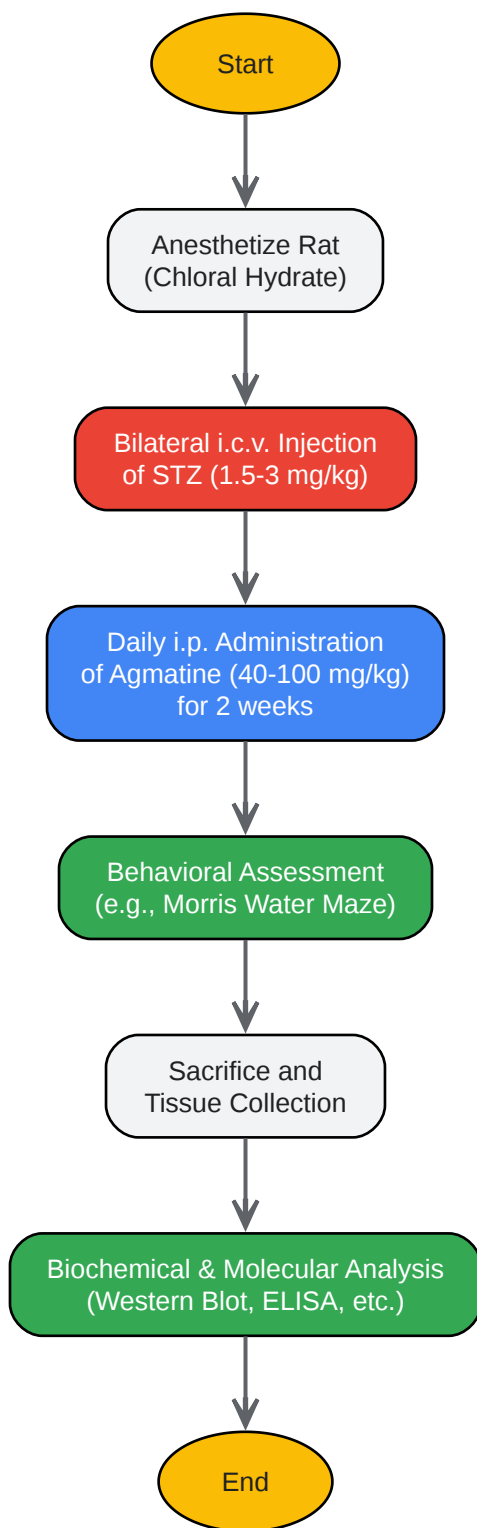 Start
Anesthetize Rat
(Chloral Hydrate)
Bilateral i.c.v. Injection
of STZ (1.5-3 mg/kg)
Daily i.p. Administration
of Agmatine (40-100 mg/kg)
for 2 weeks
Behavioral Assessment
(e.g., Morris Water Maze)
Sacrifice and
Tissue Collection
Biochemical & Molecular Analysis
(Western Blot, ELISA, etc.)
End